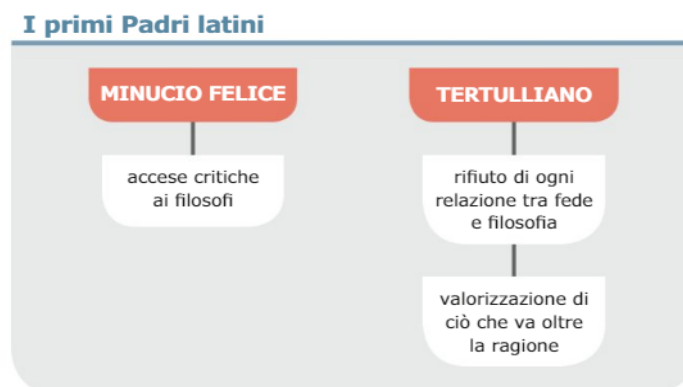 I primi Padri latini
MINUCIO FELICE
accese critiche
ai filosofi
TERTULLIANO
rifiuto di ogni
relazione tra fede
e filosofia
valorizzazione di
ciò che va oltre
la ragione